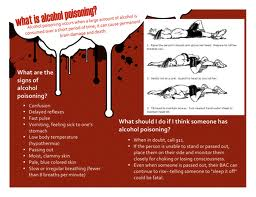 What is alcohol poisoning?
Alcohol poisoning occurs when a large amount of alcohol is
consumed over a short period of time; it can cause permanent
brain damage and death.
What are the
signs of
alcohol
poisoning?
• Confusion
• Delayed reflexes
• Fast pulse
• Vomiting, feeling sick to one's
stomach
• Low body temperature
(hypothermia)
• Passing out
• Moist, clammy skin
• Pale, blue colored skin
• Slow or irregular breathing (fewer
than 8 breaths per minute)
What should I do if I think someone has
alcohol poisoning?
• When in doubt, call 911.
• If the person is unable to stand or passed out,
place them on their side and monitor them
closely for choking or losing consciousness.
• Even when someone is passed out, their BAC can
continue to rise—telling someone to "sleep it off"
could be fatal.